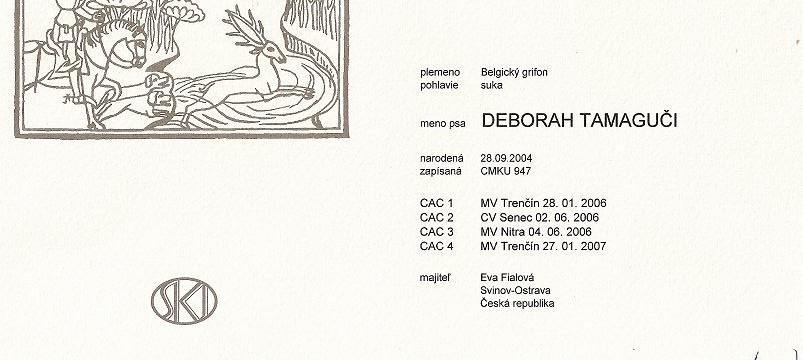 plemeno Belgický grifon
pohlavie suka
meno psa DEBORAH TAMAGUČI
narodená 28.09.2004
zapísaná CMKU 947
CAC 1 MV Trenčín 28. 01. 2006
CAC 2 CV Senec 02. 06. 2006
CAC 3 MV Nitra 04. 06. 2006
CAC 4 MV Trenčín 27. 01. 2007
majiteľ Eva Fialová
Svinov-Ostrava
Česká republika
SKJ